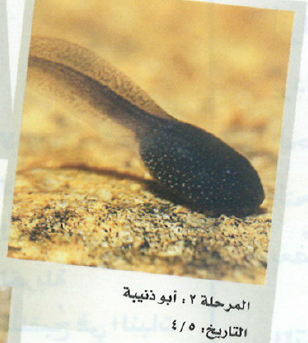 المرحلة ٢ : أبو ذنيبة
التاريخ: ٤/٥